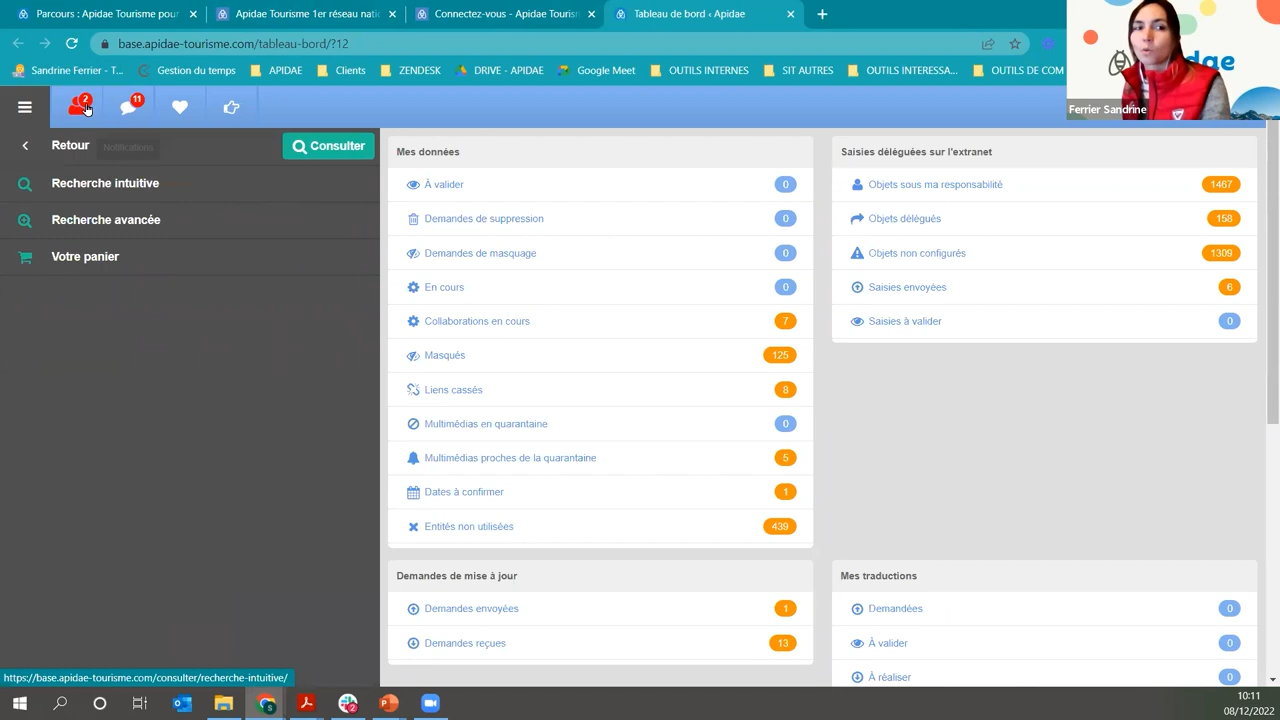 Parcours : Apidae Tourisme pour
Apidae Tourisme 1er réseau nati
Connectez-vous - Apidae Tourism
Tableau de bord ‹ Apidae
base.apidae-tourisme.com/tableau-bord/?12
Sandrine Ferrier - T...
Gestion du temps
APIDAE
Clients
ZENDESK
DRIVE - APIDAE
Google Meet
OUTILS INTERNES
SIT AUTRES
OUTILS INTERESSA...
OUTILS DE COM
Ferrier Sandrine
2
11
Retour
Notifications
Consulter
Recherche intuitive
Recherche avancée
Votre panier
Mes données
À valider 0
Demandes de suppression 0
Demandes de masquage 0
En cours 0
Collaborations en cours 7
Masqués 125
Liens cassés 8
Multimédias en quarantaine 0
Multimédias proches de la quarantaine 5
Dates à confirmer 1
Entités non utilisées 439
Saisies déléguées sur l'extranet
Objets sous ma responsabilité 1467
Objets délégués 158
Objets non configurés 1309
Saisies envoyées 6
Saisies à valider 0
Demandes de mise à jour
Demandes envoyées 1
Demandes reçues 13
Mes traductions
Demandées 0
À valider 0
À réaliser 0
https://base.apidae-tourisme.com/consulter/recherche-intuitive/
10:11
08/12/2022